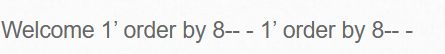 Welcome 1’ order by 8-- - 1’ order by 8-- -